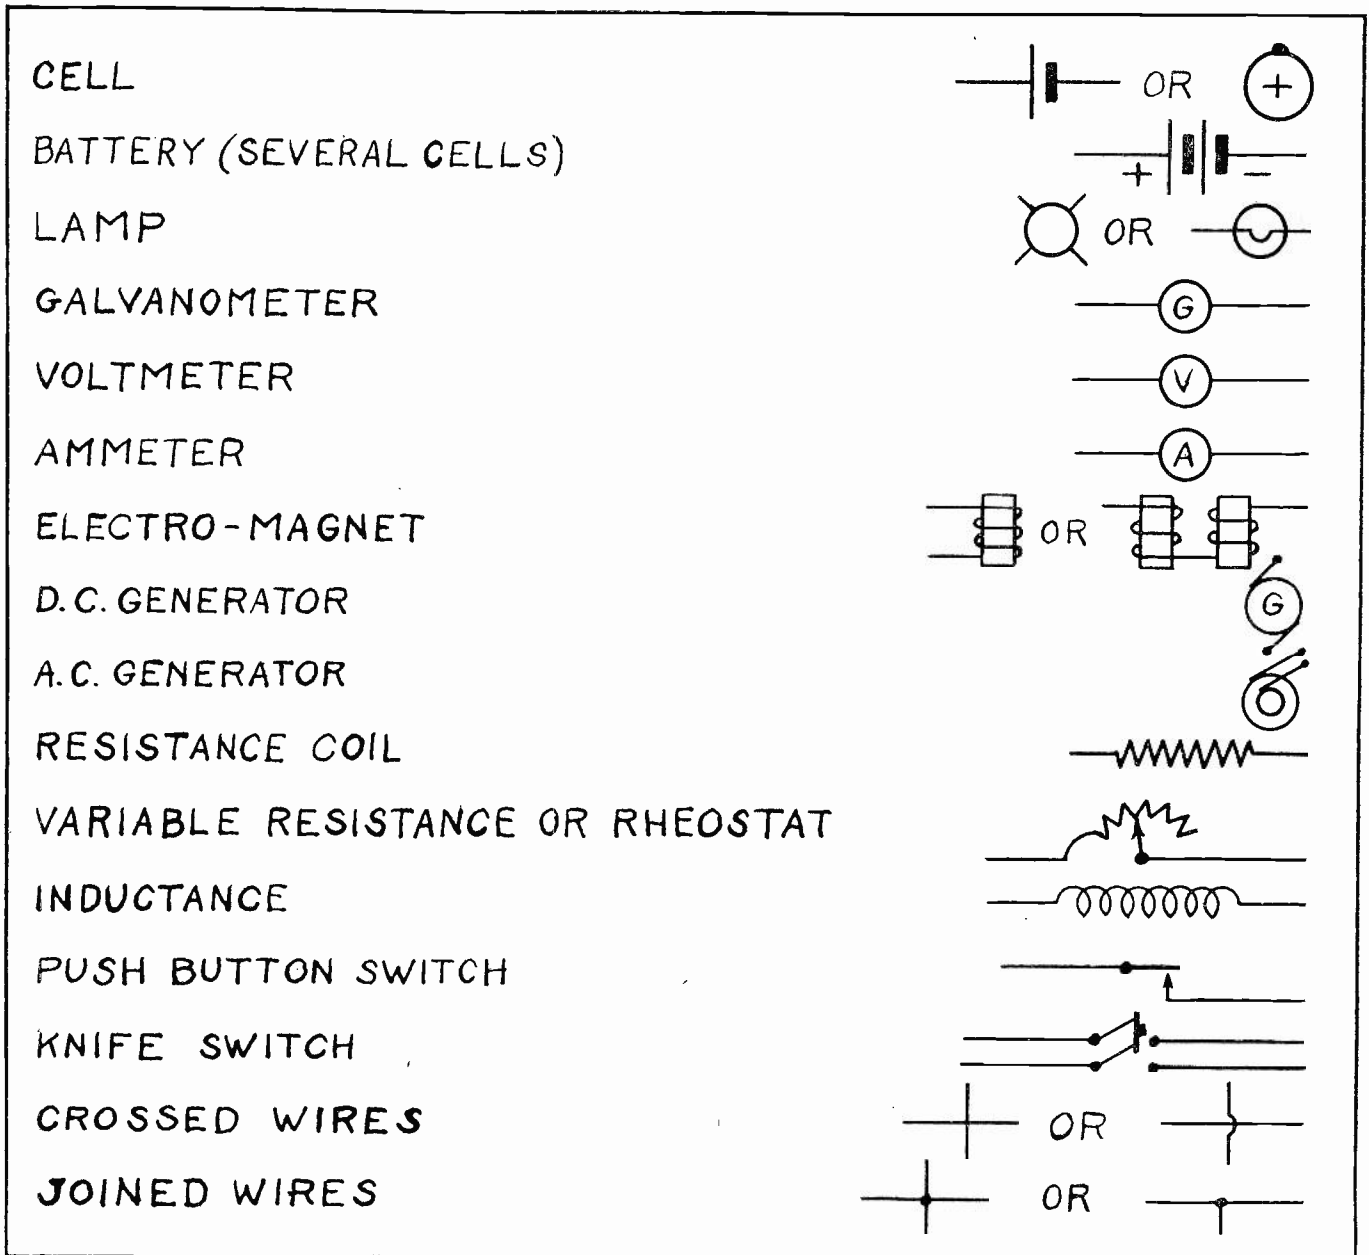 CELL OR +
BATTERY (SEVERAL CELLS) + −
LAMP OR
GALVANOMETER G
VOLTMETER V
AMMETER A
ELECTRO-MAGNET OR
D.C. GENERATOR G
A.C. GENERATOR
RESISTANCE COIL
VARIABLE RESISTANCE OR RHEOSTAT
INDUCTANCE
PUSH BUTTON SWITCH
KNIFE SWITCH
CROSSED WIRES OR
JOINED WIRES OR